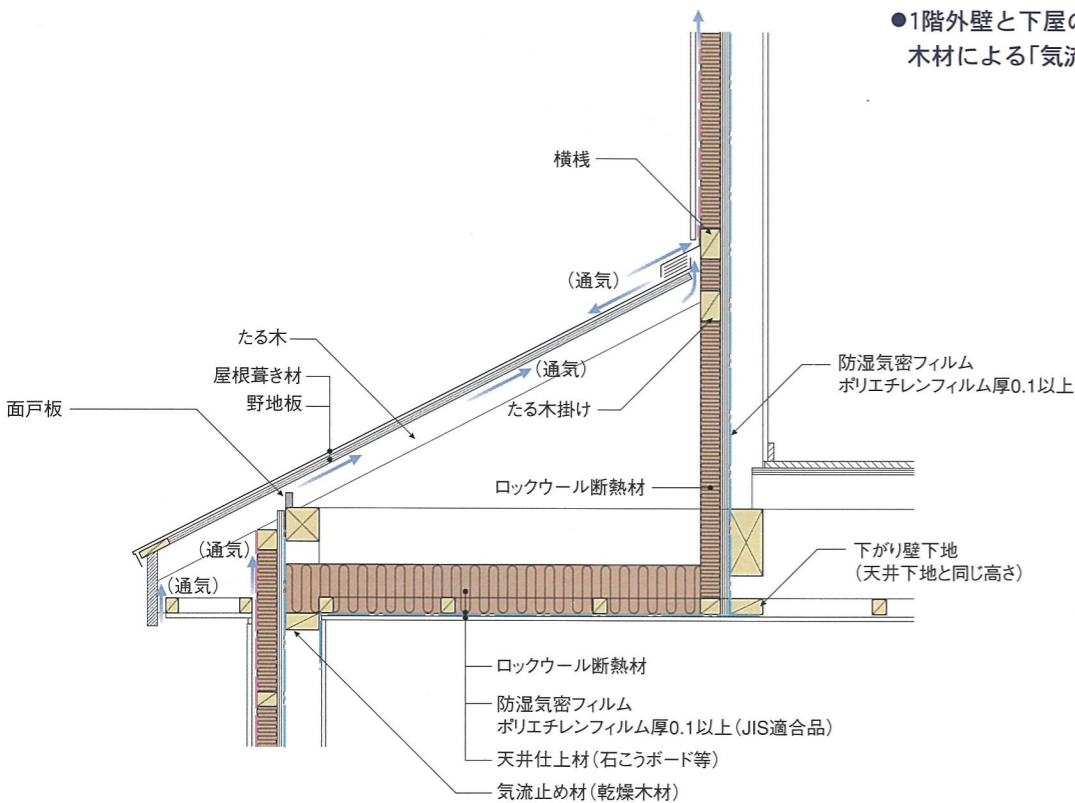 ●1階外壁と下屋の
木材による「気流
横桟
(通気)
たる木
屋根葺き材
(通気)
野地板
たる木掛け
面戸板
防湿気密フィルム
ポリエチレンフィルム厚0.1以上
ロックウール断熱材
(通気)
(通気)
下がり壁下地
(天井下地と同じ高さ)
ロックウール断熱材
防湿気密フィルム
ポリエチレンフィルム厚0.1以上(JIS適合品)
天井仕上材(石こうボード等)
気流止め材(乾燥木材)